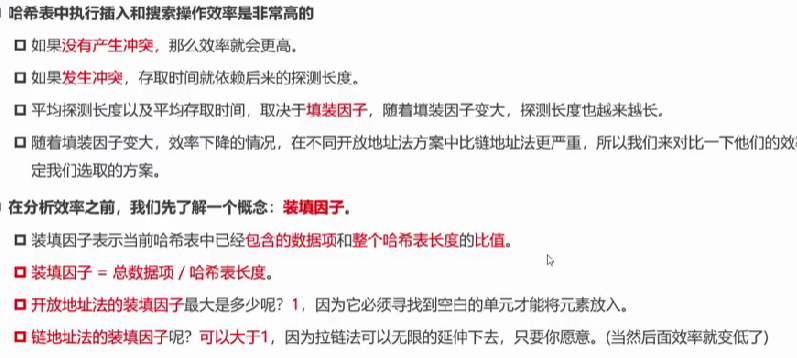 哈希表中执行插入和搜索操作效率是非常高的
如果没有产生冲突，那么效率就会更高。
如果发生冲突，存取时间就依赖后来的探测长度。
平均探测长度以及平均存取时间，取决于填装因子，随着填装因子变大，探测长度也越来越长。
随着填装因子变大，效率下降的情况，在不同开放地址法方案中比链地址法更严重，所以我们来对比一下他们的效
定我们选取的方案。
在分析效率之前，我们先了解一个概念：装填因子。
装填因子表示当前哈希表中已经包含的数据项和整个哈希表长度的比值。
装填因子 = 总数据项 / 哈希表长度。
开放地址法的装填因子最大是多少呢？1，因为它必须寻找到空白的单元才能将元素放入。
链地址法的装填因子呢？可以大于1，因为拉链法可以无限的延伸下去，只要你愿意。(当然后面效率就变低了)